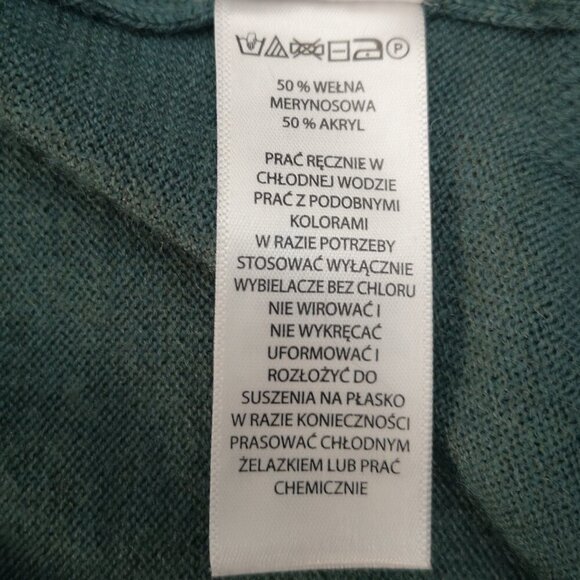 P
50 % WEŁNA
MERYNOSOWA
50 % AKRYL
PRAĆ RĘCZNIE W
CHŁODNEJ WODZIE
PRAĆ Z PODOBNYMI
KOLORAMI
W RAZIE POTRZEBY
STOSOWAĆ WYŁĄCZNIE
WYBIELACZE BEZ CHLORU
NIE WIROWAĆ I
NIE WYKRĘCAĆ
UFORMOWAĆ I
ROZŁOŻYĆ DO
SUSZENIA NA PŁASKO
W RAZIE KONIECZNOŚCI
PRASOWAĆ CHŁODNYM
ŻELAZKIEM LUB PRAĆ
CHEMICZNIE